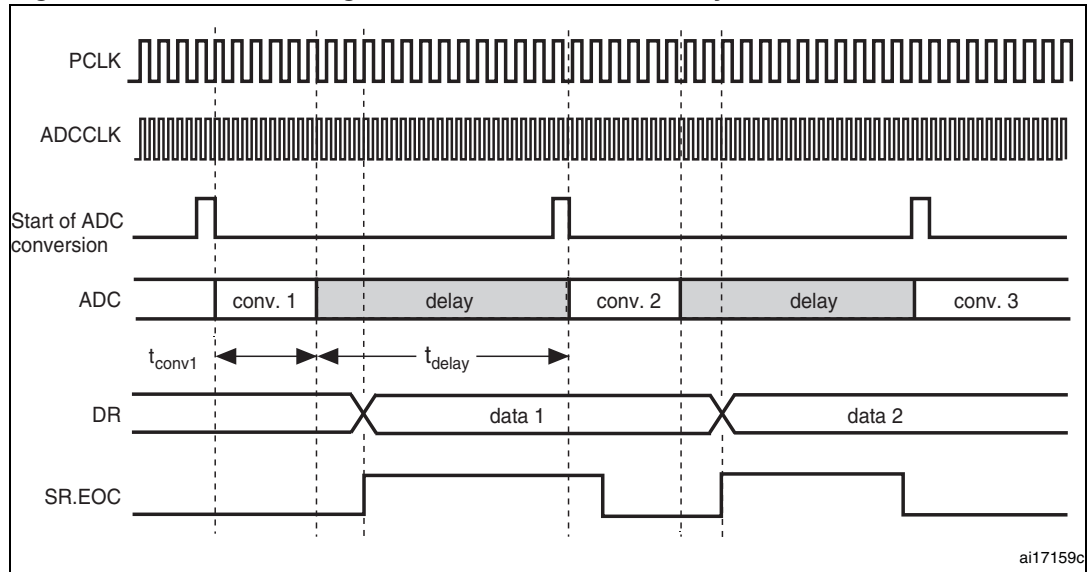 PCLK
ADCCLK
Start of ADC
conversion
ADC
conv. 1
delay
conv. 2
delay
conv. 3
tconv1
tdelay
DR
data 1
data 2
SR.EOC
ai17159c